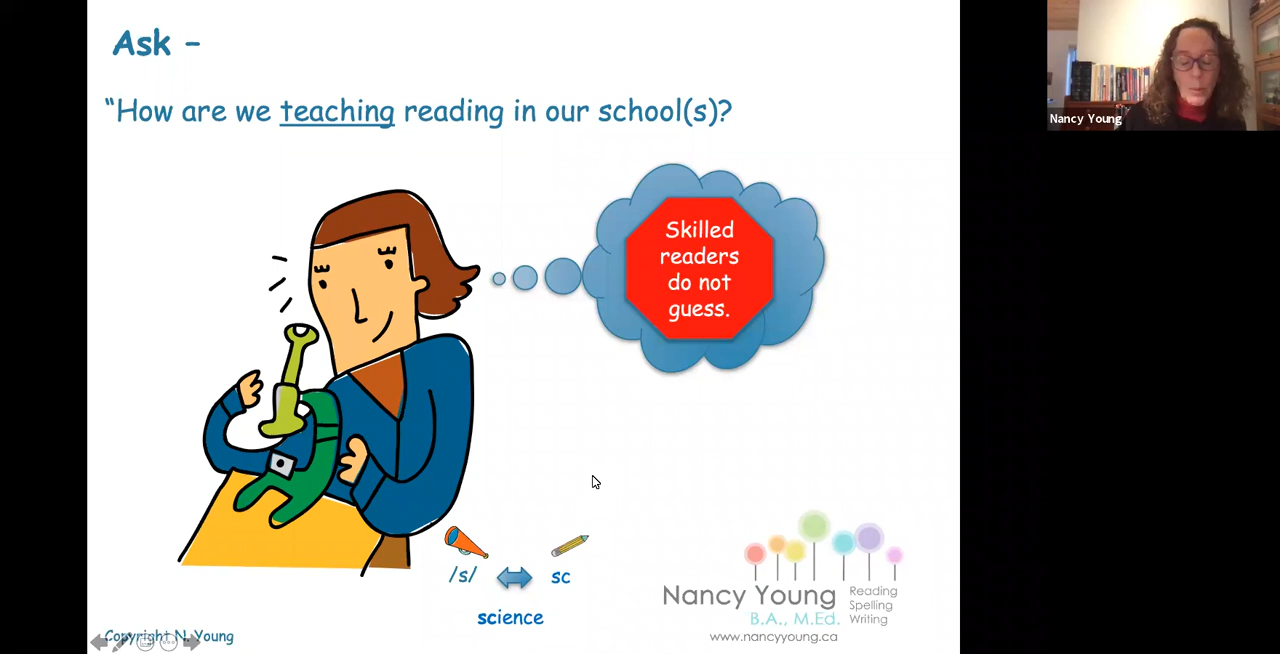 Ask –
“How are we teaching reading in our school(s)?
Skilled
readers
do not
guess.
/s/
sc
science
Nancy Young
B.A., M.Ed.
Reading
Spelling
Writing
www.nancyyoung.ca
Copyright N. Young
Nancy Young